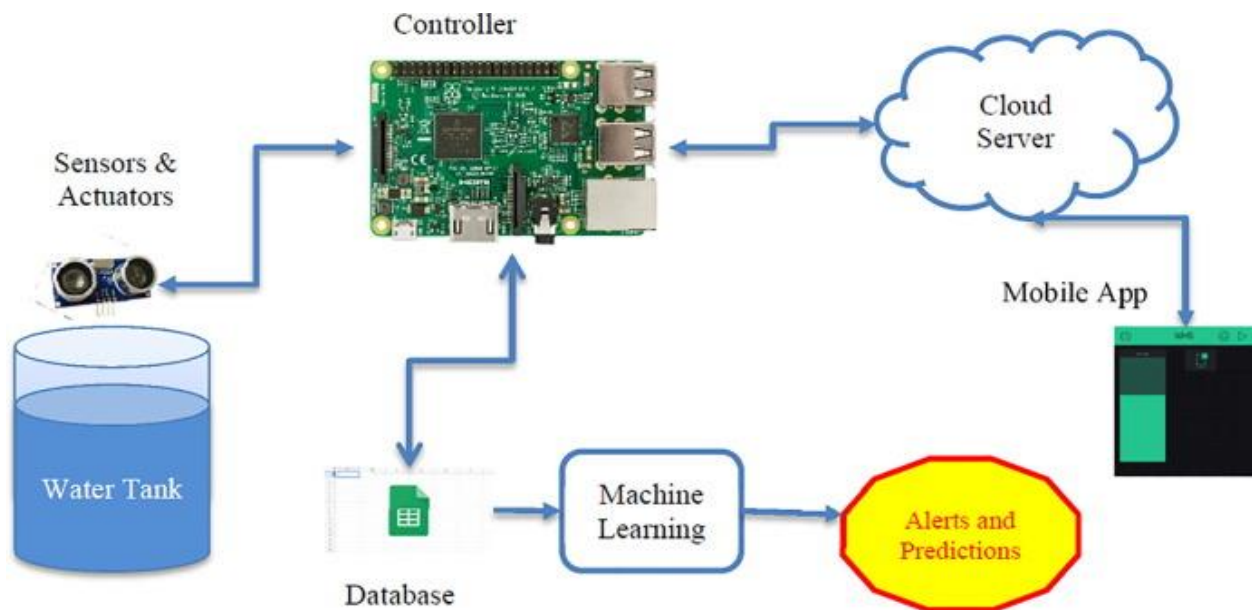 Controller
Cloud
Server
Sensors &
Actuators
Mobile App
Water Tank
Machine
Learning
Alerts and
Predictions
Database